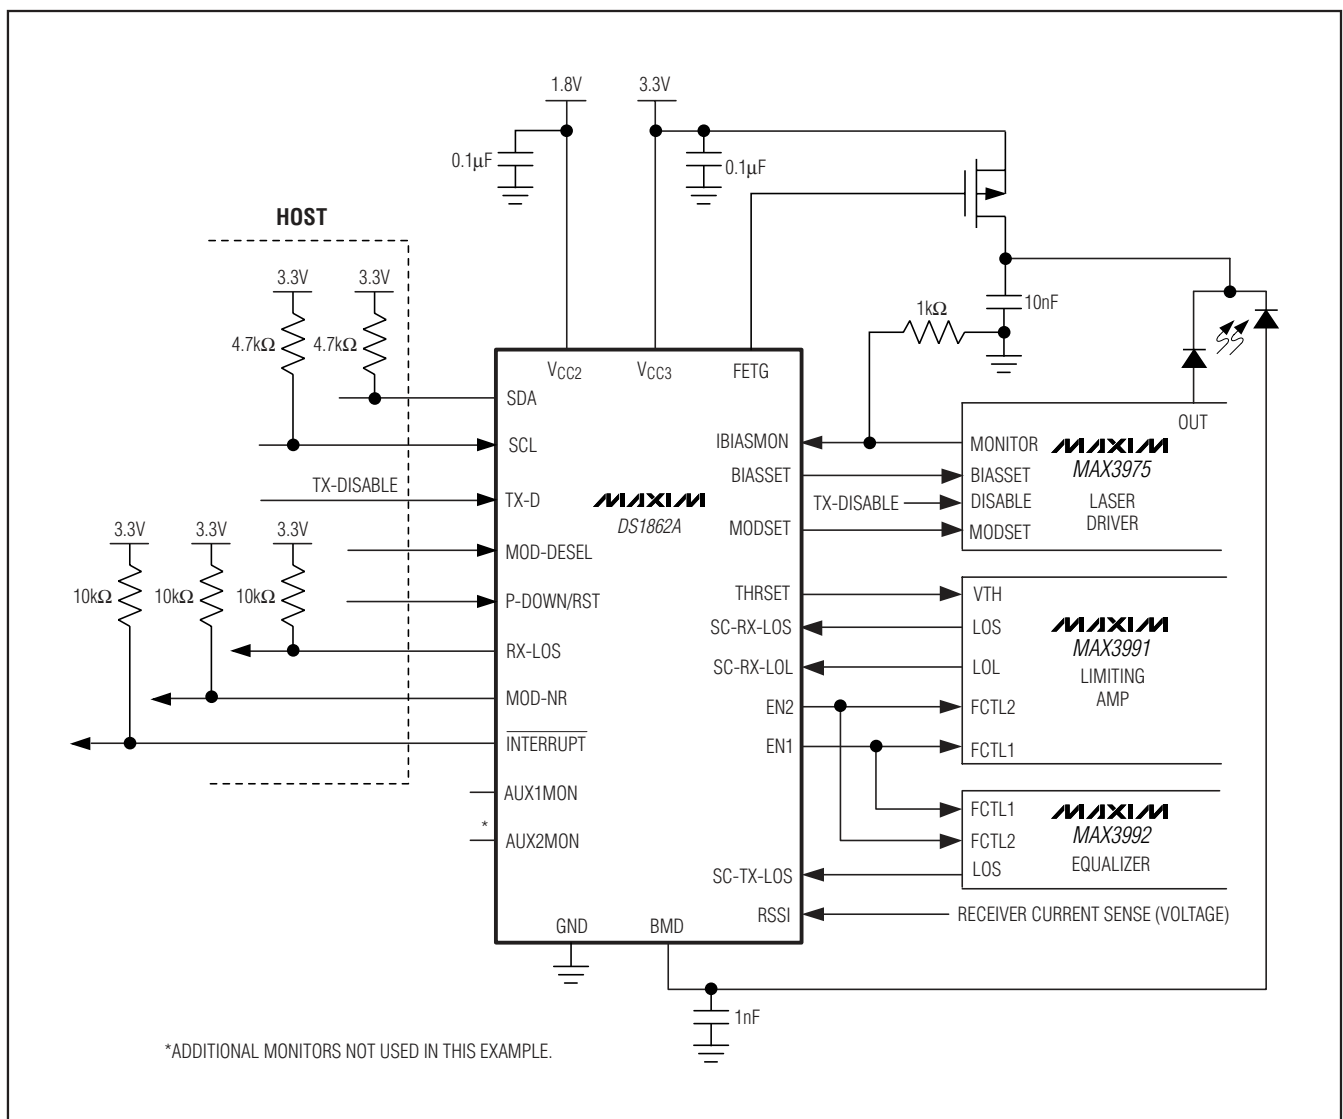 1.8V
3.3V
0.1µF
0.1µF
HOST
3.3V
3.3V
4.7kΩ
4.7kΩ
1kΩ
10nF
VCC2
VCC3
FETG
SDA
SCL
TX-DISABLE
TX-D
MOD-DESEL
P-DOWN/RST
RX-LOS
MOD-NR
INTERRUPT
AUX1MON
*
AUX2MON
3.3V
3.3V
3.3V
10kΩ
10kΩ
10kΩ
MAXIM
DS1862A
IBIASMON
BIASSET
MODSET
THRSET
SC-RX-LOS
SC-RX-LOL
EN2
EN1
SC-TX-LOS
RSSI
GND
BMD
OUT
MONITOR
BIASSET
TX-DISABLE
DISABLE
MODSET
MAXIM
MAX3975
LASER
DRIVER
VTH
LOS
LOL
FCTL2
FCTL1
MAXIM
MAX3991
LIMITING
AMP
FCTL1
FCTL2
LOS
MAXIM
MAX3992
EQUALIZER
RECEIVER CURRENT SENSE (VOLTAGE)
1nF
*ADDITIONAL MONITORS NOT USED IN THIS EXAMPLE.